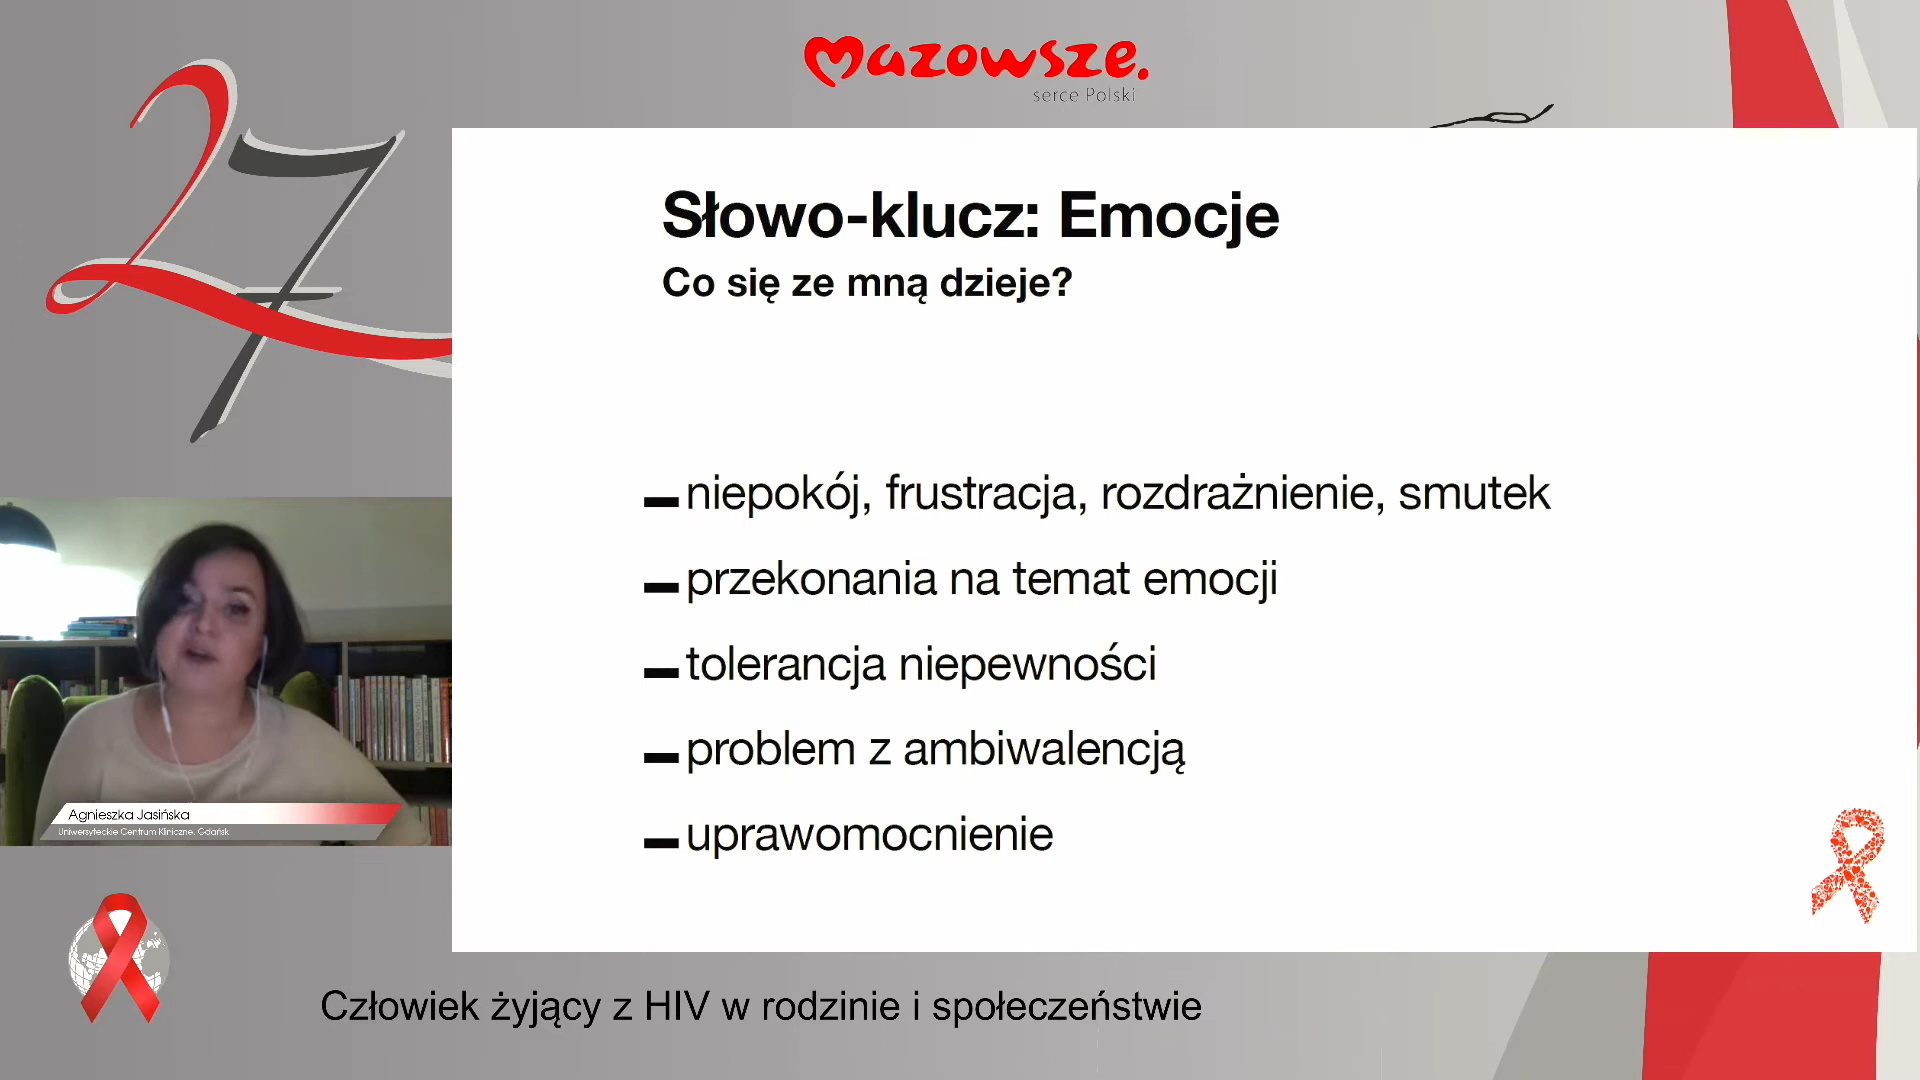 27
Mazowsze.
serce Polski
Słowo-klucz: Emocje
Co się ze mną dzieje?
niepokój, frustracja, rozdrażnienie, smutek
przekonania na temat emocji
tolerancja niepewności
problem z ambiwalencją
uprawomocnienie
Agnieszka Jasińska
Uniwersyteckie Centrum Kliniczne, Gdańsk
Człowiek żyjący z HIV w rodzinie i społeczeństwie